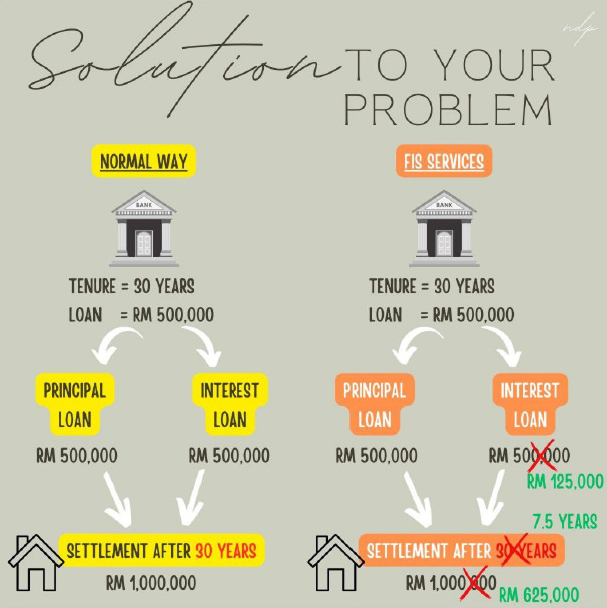 ndp
Solution TO YOUR
PROBLEM
NORMAL WAY
BANK
TENURE = 30 YEARS
LOAN = RM 500,000
PRINCIPAL
LOAN
INTEREST
LOAN
RM 500,000
RM 500,000
SETTLEMENT AFTER 30 YEARS
RM 1,000,000
FIS SERVICES
BANK
TENURE = 30 YEARS
LOAN = RM 500,000
PRINCIPAL
LOAN
INTEREST
LOAN
RM 500,000
RM 500,000
RM 125,000
7.5 YEARS
SETTLEMENT AFTER 30 YEARS
RM 1,000,000
RM 625,000